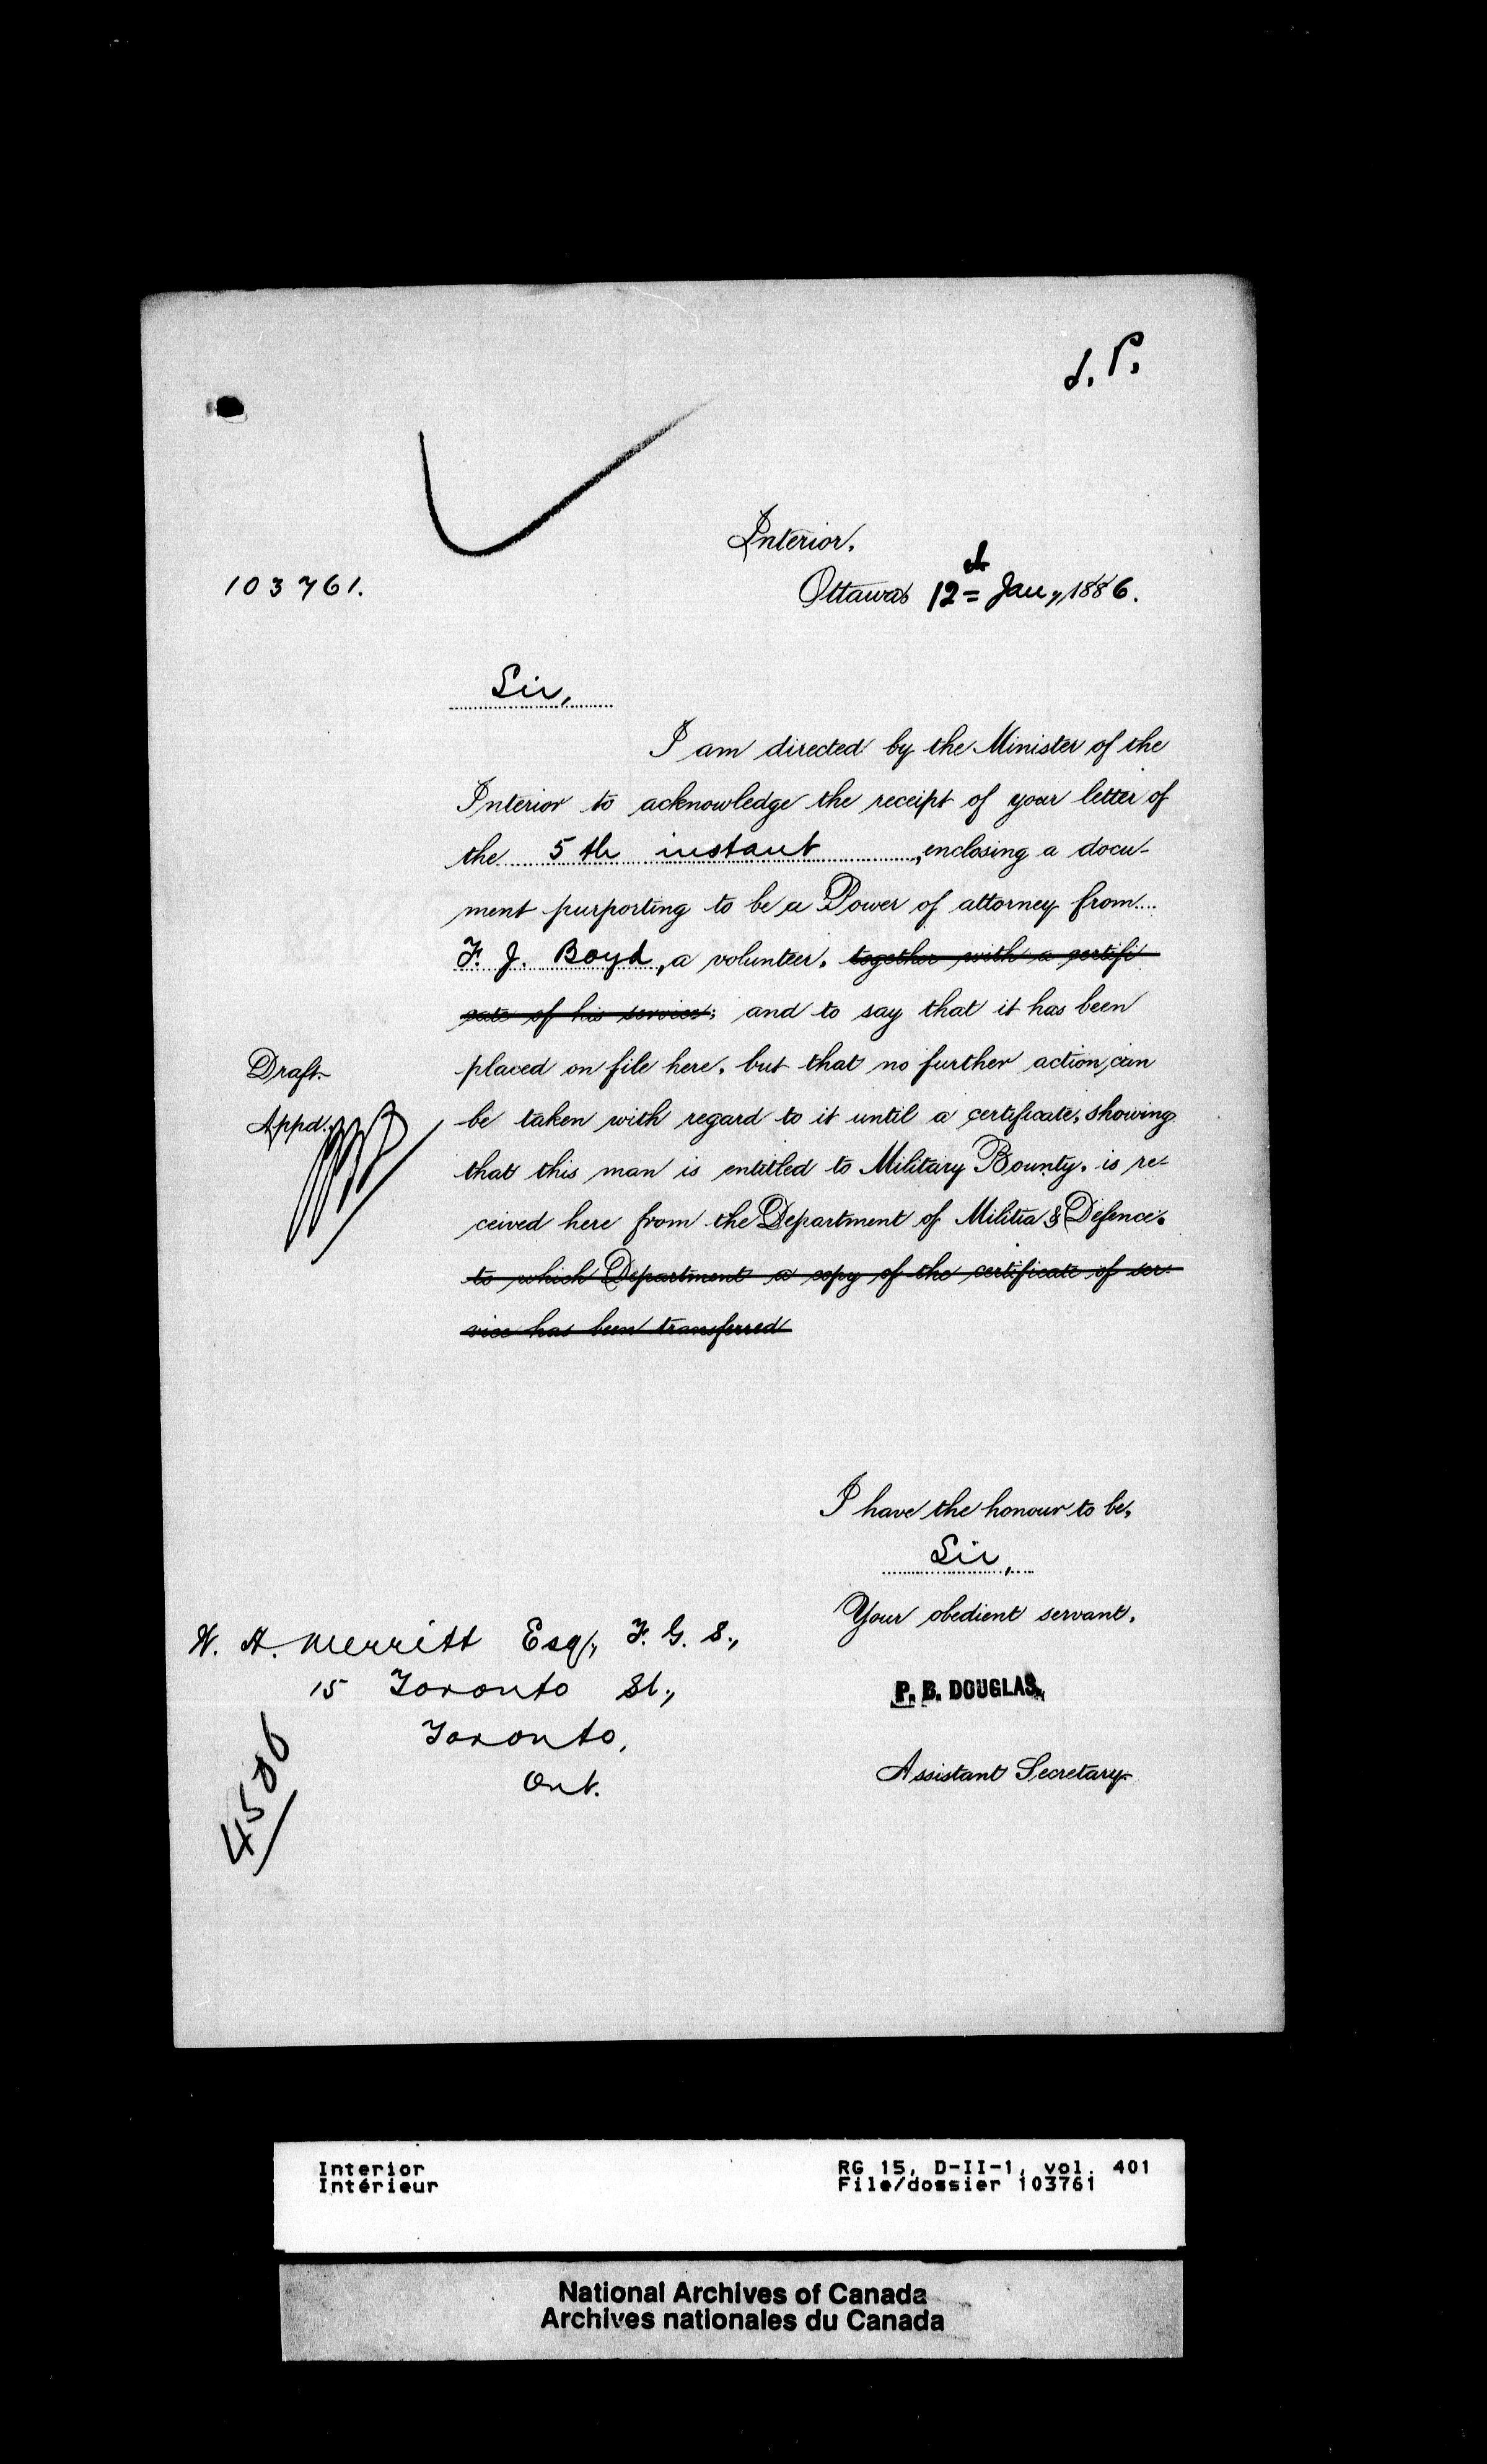 J. P.
Interior.
103761.
Ottawa 12th Jany, 1886.
Sir,
I am directed by the Minister of the
Interior to acknowledge the receipt of your letter of
the 5th instant, enclosing a docu-
ment purporting to be a Power of attorney from
F. J. Boyd, a volunteer, together with a certifi
cate of his service; and to say that it has been
placed on file here, but that no further action can
be taken with regard to it until a certificate, showing
that this man is entitled to Military Bounty, is re-
ceived here from the Department of Militia & Defence.
to which Department a copy of the certificate of ser-
vice has been transferred
Draft.
Appd.
I have the honour to be,
Sir,
Your obedient servant,
P. B. DOUGLAS,
Assistant Secretary
W. A. Merritt Esq., F. G. S.,
15 Toronto St.,
Toronto,
Ont.
Interior
Intérieur
RG 15, D-II-1, vol. 401
File/dossier 103761
National Archives of Canada
Archives nationales du Canada